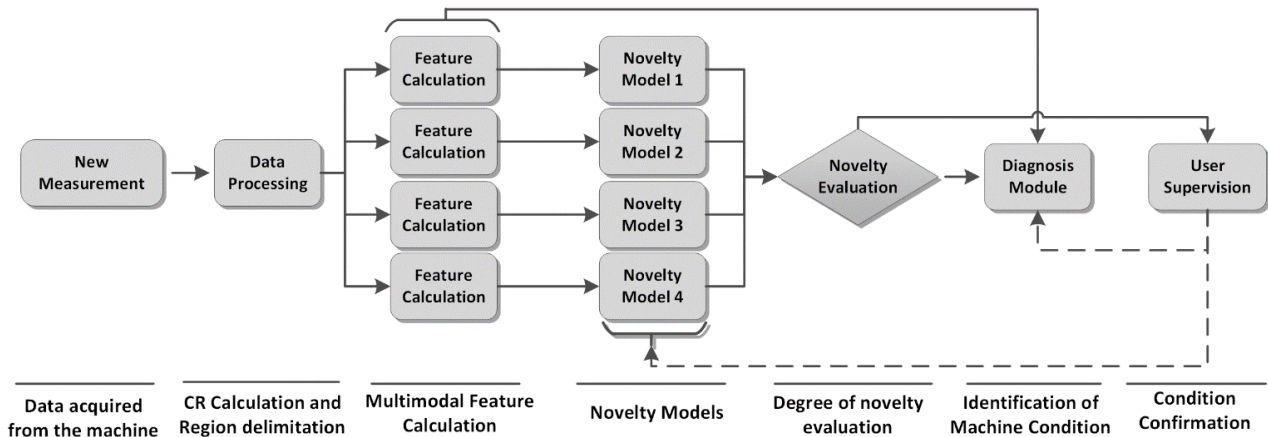 New
Measurement
Data
Processing
Feature
Calculation
Feature
Calculation
Feature
Calculation
Feature
Calculation
Novelty
Model 1
Novelty
Model 2
Novelty
Model 3
Novelty
Model 4
Novelty
Evaluation
Diagnosis
Module
User
Supervision
Data acquired
from the machine
CR Calculation and
Region delimitation
Multimodal Feature
Calculation
Novelty Models
Degree of novelty
evaluation
Identification of
Machine Condition
Condition
Confirmation